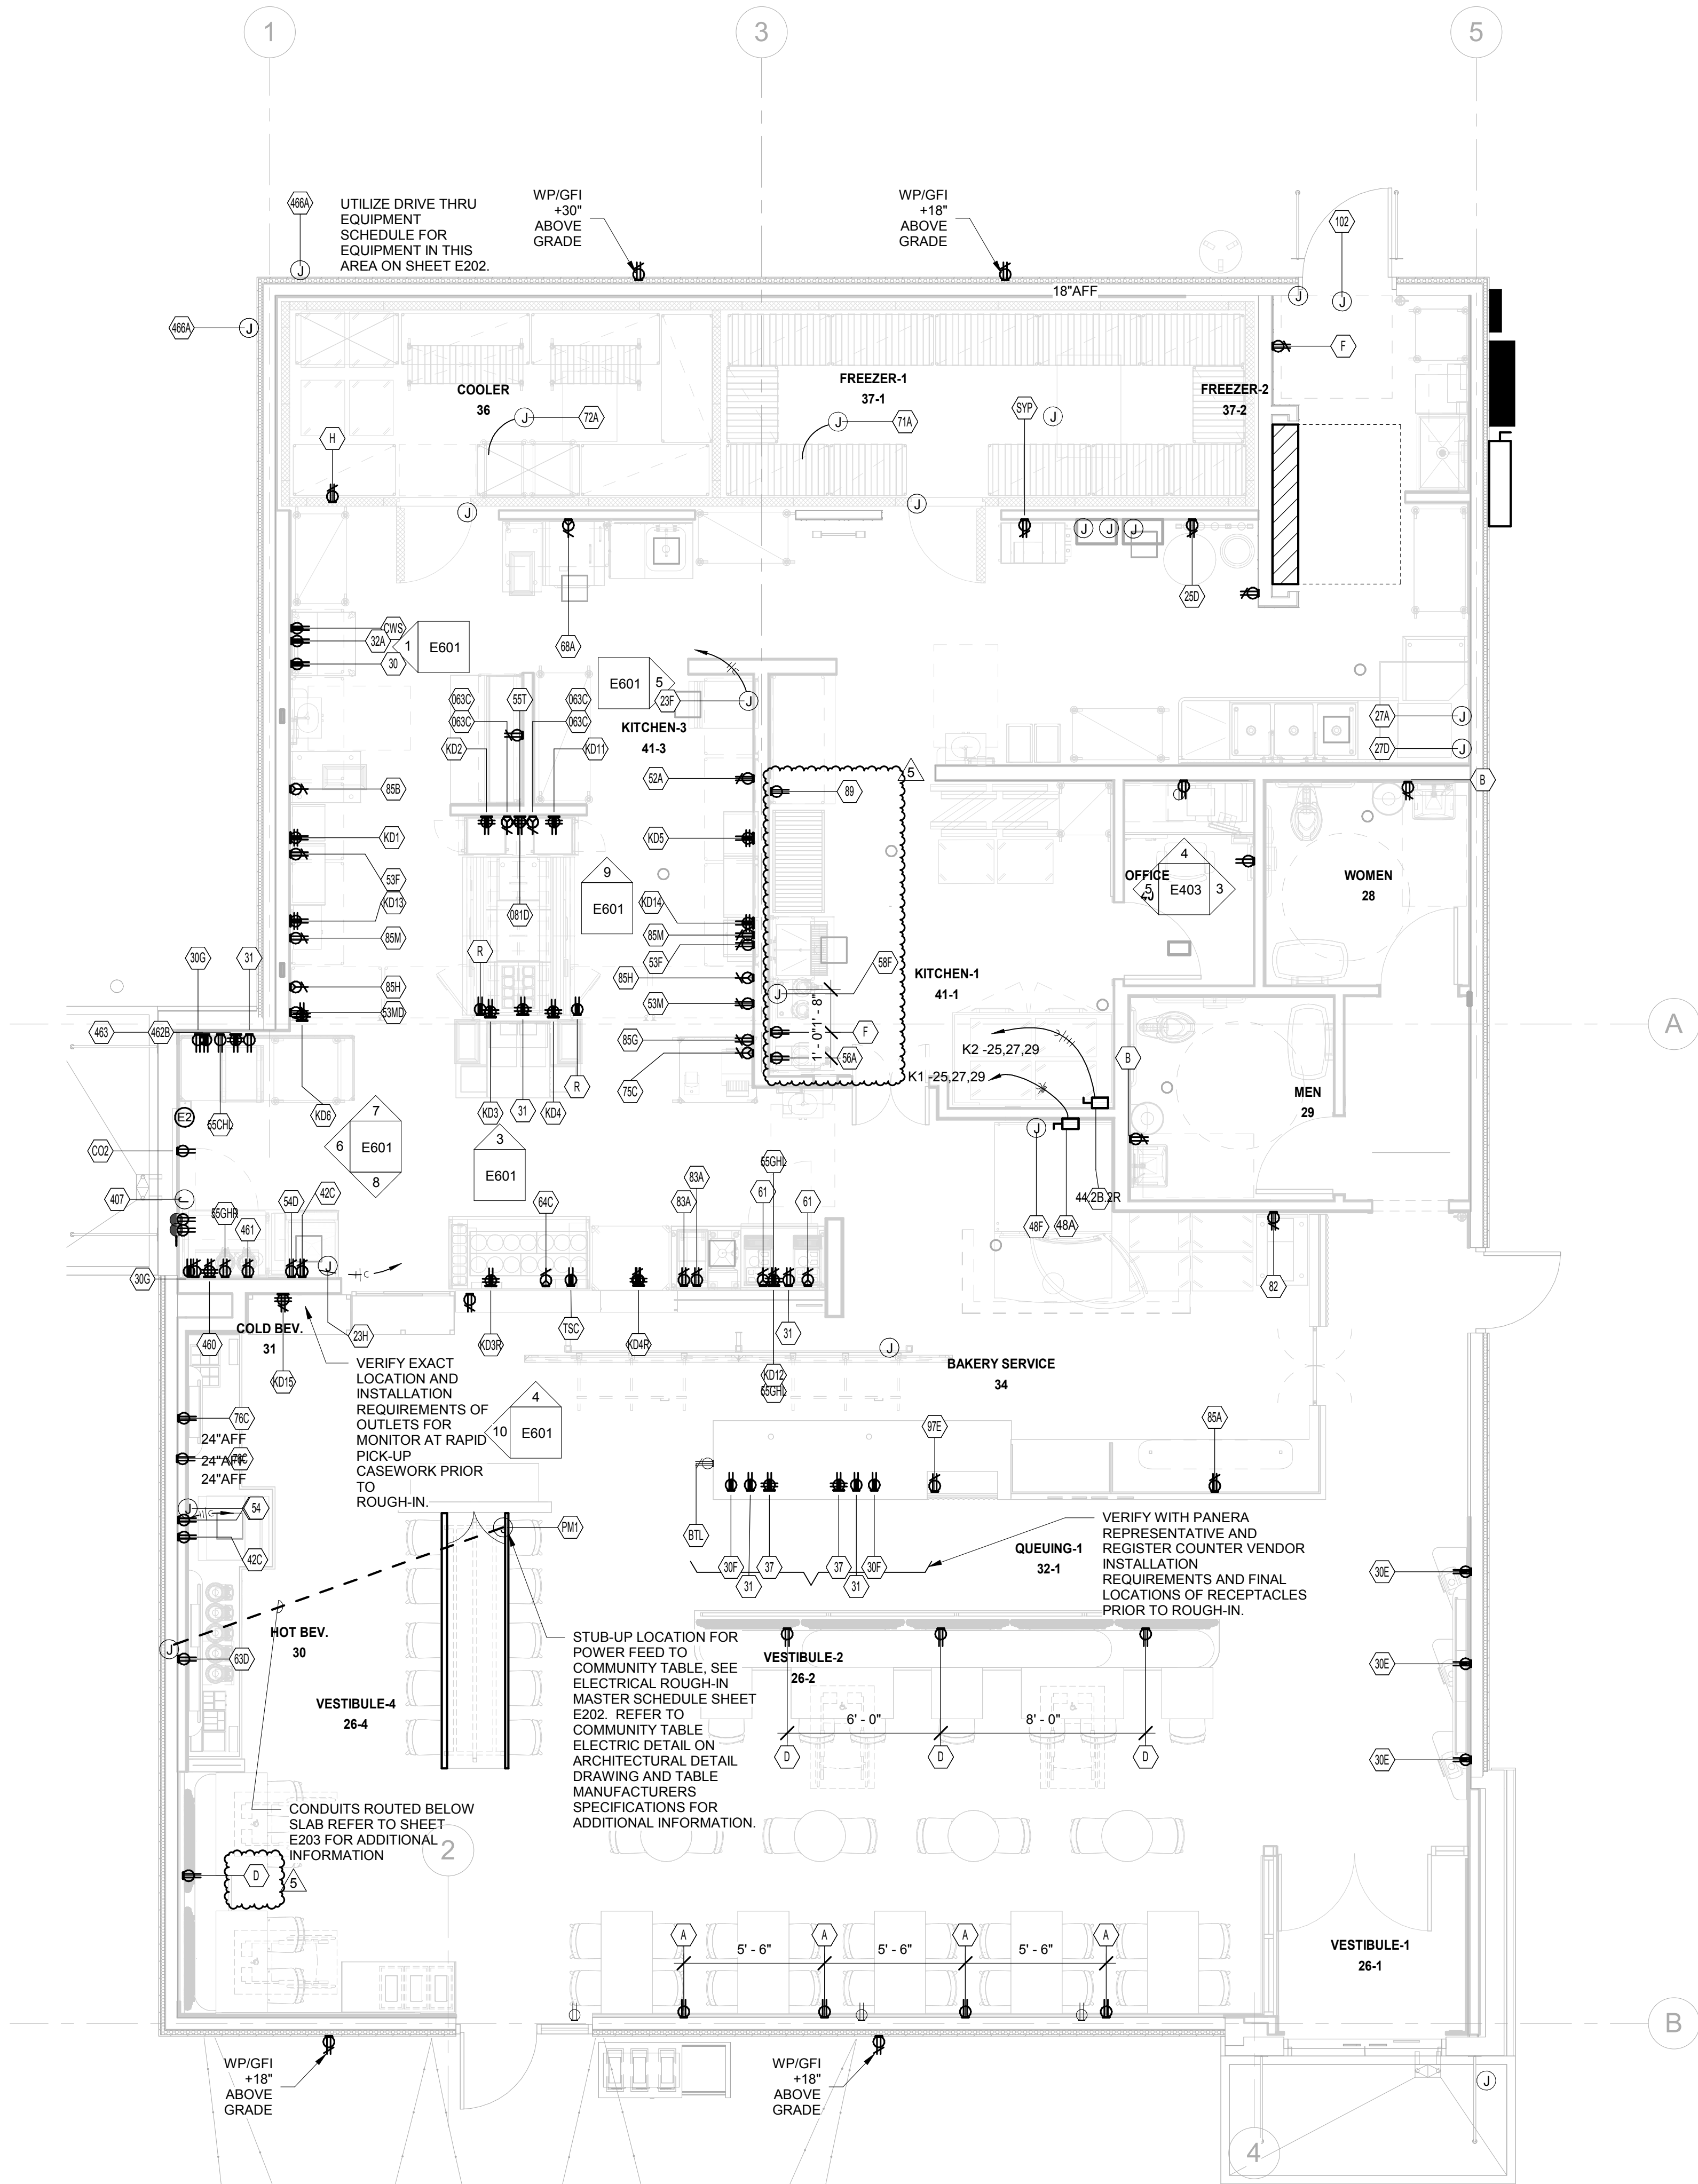 1
3
5
466A
UTILIZE DRIVE THRU
EQUIPMENT
SCHEDULE FOR
EQUIPMENT IN THIS
AREA ON SHEET E202.
WP/GFI
+30"
ABOVE
GRADE
WP/GFI
+18"
ABOVE
GRADE
102
J
18"AFF
J
J
466A
J
F
COOLER
36
FREEZER-1
37-1
FREEZER-2
37-2
J
72A
J
71A
SYP
J
H
J
J
J
J
J
25D
68A
CWS
32A
30
1
E601
E601
5
23F
J
063C
55T
063C
063C
063C
KD2
KD11
KITCHEN-3
41-3
27A
J
27D
J
B
52A
5
89
85B
KD1
KD5
53F
KD13
85M
081D
9
E601
KD14
85M
53F
58F
85H
J
53M
85G
75C
1' - 8"
1' - 0"
F
56A
KITCHEN-1
41-1
OFFICE
4
5
E403
3
WOMEN
28
MEN
29
B
A
30G
31
85H
53MD
463
462B
R
R
K2 -25,27,29
K1 -25,27,29
E2
55CHL
KD6
KD3
31
KD4
CO2
7
6
E601
8
3
E601
J
48F
48A
44,2B,2R
407
J
55GHR
461
54D
42C
64C
83A
83A
55GHL
61
61
82
30G
J
C
460
COLD BEV.
31
KD15
23H
KD3R
TSC
KD4R
31
KD12
55GHL
J
BAKERY SERVICE
34
VERIFY EXACT
LOCATION AND
INSTALLATION
REQUIREMENTS OF
OUTLETS FOR
MONITOR AT RAPID
PICK-UP
CASEWORK PRIOR
TO
ROUGH-IN.
4
10
E601
76C
24"AFF
24"AFF
24"AFF
J
54
42C
97E
85A
BTL
PM1
30F
31
37
37
31
30F
QUEUING-1
32-1
VERIFY WITH PANERA
REPRESENTATIVE AND
REGISTER COUNTER VENDOR
INSTALLATION
REQUIREMENTS AND FINAL
LOCATIONS OF RECEPTACLES
PRIOR TO ROUGH-IN.
30E
30E
30E
HOT BEV.
30
J
63D
VESTIBULE-4
26-4
STUB-UP LOCATION FOR
POWER FEED TO
COMMUNITY TABLE, SEE
ELECTRICAL ROUGH-IN
MASTER SCHEDULE SHEET
E202. REFER TO
COMMUNITY TABLE
ELECTRIC DETAIL ON
ARCHITECTURAL DETAIL
DRAWING AND TABLE
MANUFACTURERS
SPECIFICATIONS FOR
ADDITIONAL INFORMATION.
VESTIBULE-2
26-2
6' - 0"
8' - 0"
D
D
D
CONDUITS ROUTED BELOW
SLAB REFER TO SHEET
E203 FOR ADDITIONAL
INFORMATION
2
D
5
A
A
A
A
5' - 6"
5' - 6"
5' - 6"
VESTIBULE-1
26-1
B
WP/GFI
+18"
ABOVE
GRADE
WP/GFI
+18"
ABOVE
GRADE
J
4